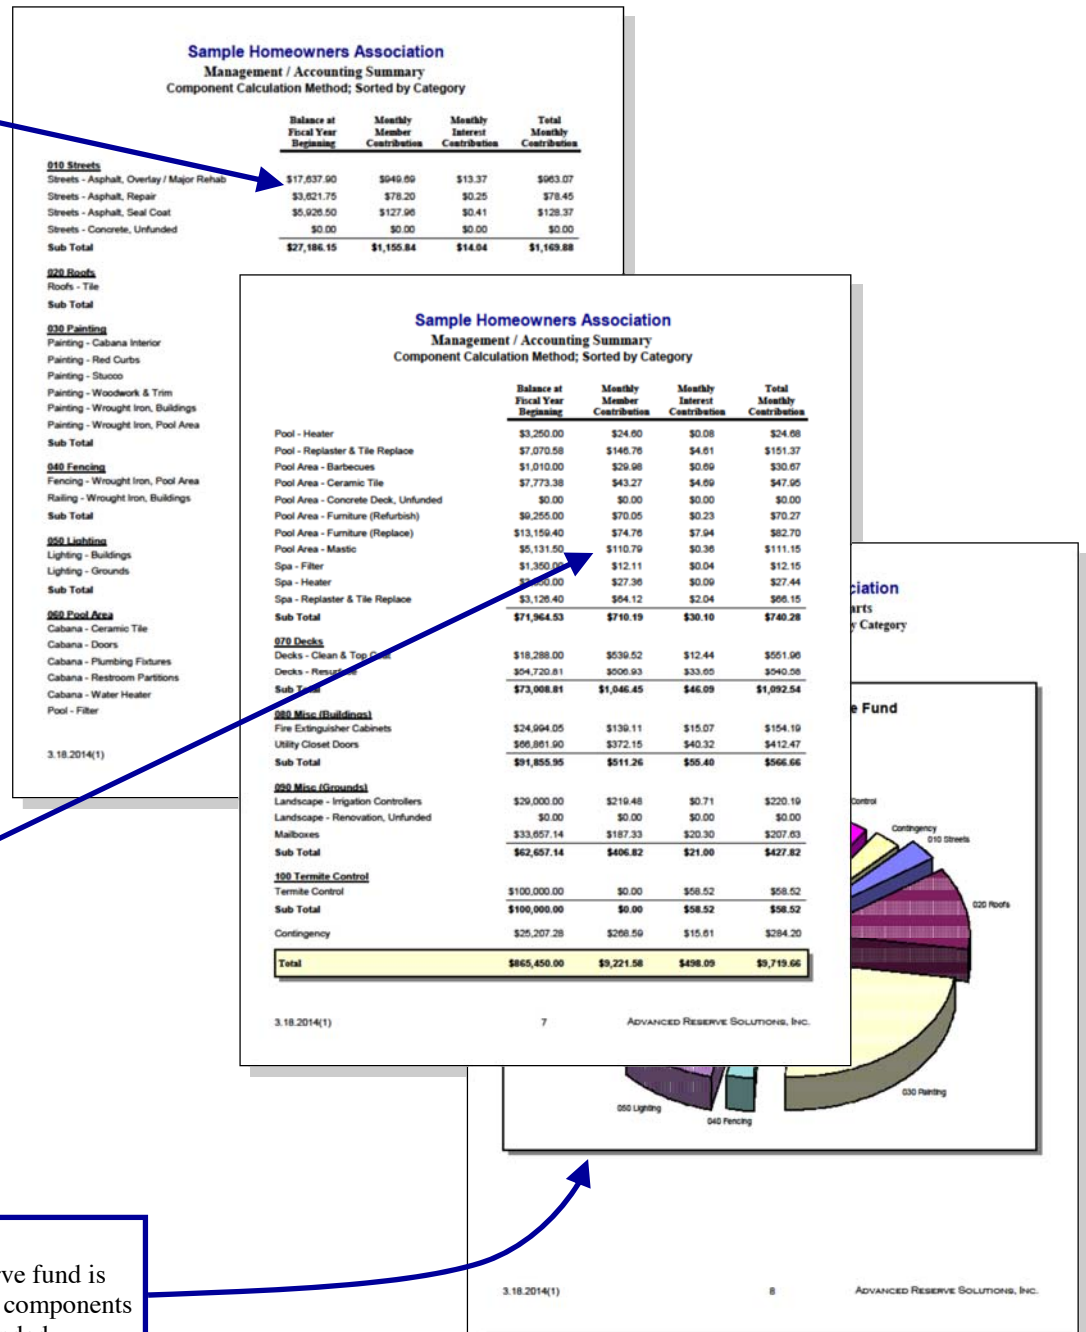 Sample Homeowners Association
Management / Accounting Summary
Component Calculation Method; Sorted by Category
Balance at Fiscal Year Beginning Monthly Member Contribution Monthly Interest Contribution Total Monthly Contribution
010 Streets
Streets - Asphalt, Overlay / Major Rehab $17,637.90 $949.69 $13.37 $963.07
Streets - Asphalt, Repair $3,621.75 $78.20 $0.25 $78.45
Streets - Asphalt, Seal Coat $5,926.50 $127.96 $0.41 $128.37
Streets - Concrete, Unfunded $0.00 $0.00 $0.00 $0.00
Sub Total $27,186.15 $1,155.84 $14.04 $1,169.88
020 Roofs
Roofs - Tile
Sub Total
030 Painting
Painting - Cabana Interior
Painting - Red Curbs
Painting - Stucco
Painting - Woodwork & Trim
Painting - Wrought Iron, Buildings
Painting - Wrought Iron, Pool Area
Sub Total
040 Fencing
Fencing - Wrought Iron, Pool Area
Railing - Wrought Iron, Buildings
Sub Total
050 Lighting
Lighting - Buildings
Lighting - Grounds
Sub Total
060 Pool Area
Cabana - Ceramic Tile
Cabana - Doors
Cabana - Plumbing Fixtures
Cabana - Restroom Partitions
Cabana - Water Heater
Pool - Filter
3.18.2014(1)
Sample Homeowners Association
Management / Accounting Summary
Component Calculation Method; Sorted by Category
Balance at Fiscal Year Beginning Monthly Member Contribution Monthly Interest Contribution Total Monthly Contribution
Pool - Heater $3,250.00 $24.60 $0.08 $24.68
Pool - Replaster & Tile Replace $7,070.58 $146.76 $4.61 $151.37
Pool Area - Barbecues $1,010.00 $29.98 $0.69 $30.67
Pool Area - Ceramic Tile $7,773.38 $43.27 $4.69 $47.95
Pool Area - Concrete Deck, Unfunded $0.00 $0.00 $0.00 $0.00
Pool Area - Furniture (Refurbish) $9,255.00 $70.05 $0.23 $70.27
Pool Area - Furniture (Replace) $13,159.40 $74.76 $7.94 $82.70
Pool Area - Mastic $5,131.50 $110.79 $0.36 $111.15
Spa - Filter $1,350.00 $12.11 $0.04 $12.15
Spa - Heater $27.36 $0.09 $27.44
Spa - Replaster & Tile Replace $3,126.40 $64.12 $2.04 $66.15
Sub Total $71,964.53 $710.19 $30.10 $740.28
070 Decks
Decks - Clean & Top $18,288.00 $539.52 $12.44 $551.96
Decks - $54,720.81 $506.93 $33.65 $540.58
Sub Total $73,008.81 $1,046.45 $46.09 $1,092.54
080 Misc (Buildings)
Fire Extinguisher Cabinets $24,994.05 $139.11 $15.07 $154.19
Utility Closet Doors $66,861.90 $372.15 $40.32 $412.47
Sub Total $91,855.95 $511.26 $55.40 $566.66
090 Misc (Grounds)
Landscape - Irrigation Controllers $29,000.00 $219.48 $0.71 $220.19
Landscape - Renovation, Unfunded $0.00 $0.00 $0.00 $0.00
Mailboxes $33,657.14 $187.33 $20.30 $207.63
Sub Total $62,657.14 $406.82 $21.00 $427.82
100 Termite Control
Termite Control $100,000.00 $0.00 $58.52 $58.52
Sub Total $100,000.00 $0.00 $58.52 $58.52
Contingency $25,207.28 $268.59 $15.61 $284.20
Total $865,450.00 $9,221.58 $498.09 $9,719.66
3.18.2014(1) 7 ADVANCED RESERVE SOLUTIONS, INC.
ciation
arts
y Category
e Fund
Control
Contingency
010 Streets
020 Roofs
030 Painting
040 Fencing
050 Lighting
3.18.2014(1) 8 ADVANCED RESERVE SOLUTIONS, INC.
ve fund is
components